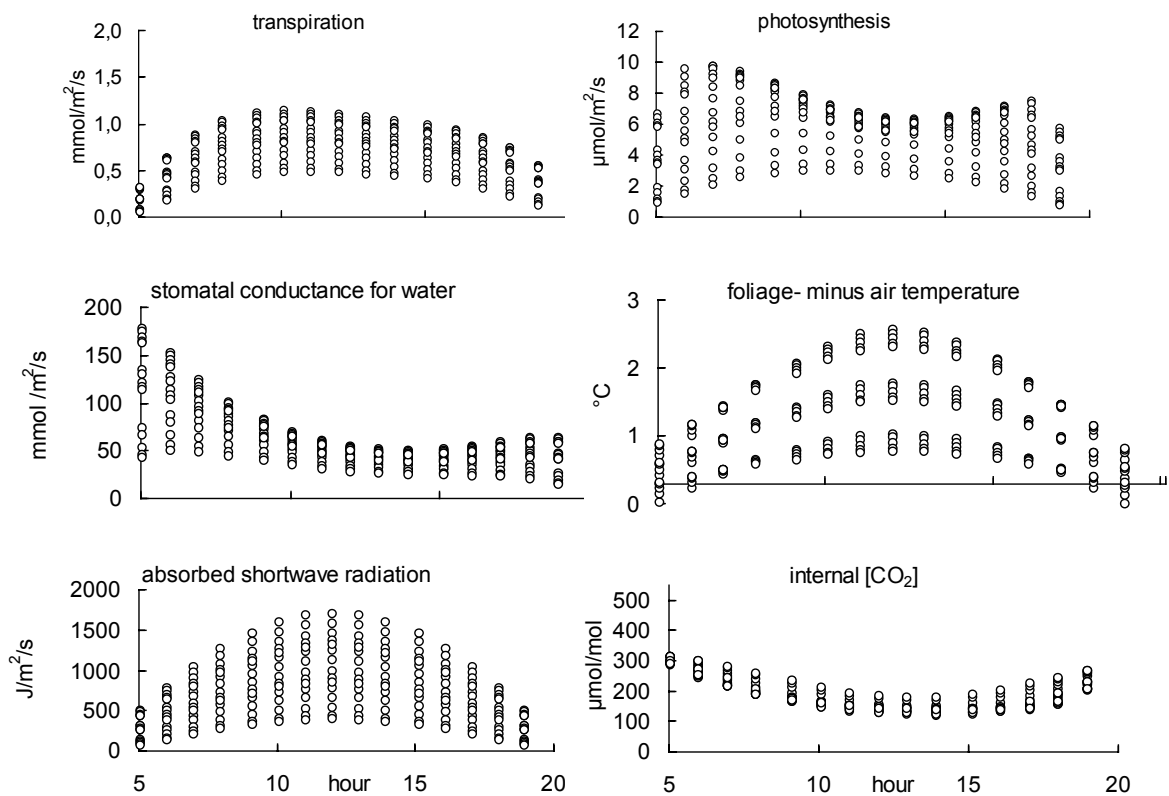 transpiration
2,0
1,5
1,0
0,5
0,0
mmol/m²/s
photosynthesis
12
10
8
6
4
2
0
µmol/m²/s
stomatal conductance for water
200
150
100
50
0
mmol /m²/s
foliage- minus air temperature
3
2
1
0
°C
absorbed shortwave radiation
2000
1500
1000
500
0
J/m²/s
5 10 hour 15 20
internal [CO₂]
500
400
300
200
100
0
µmol/mol
5 10 hour 15 20